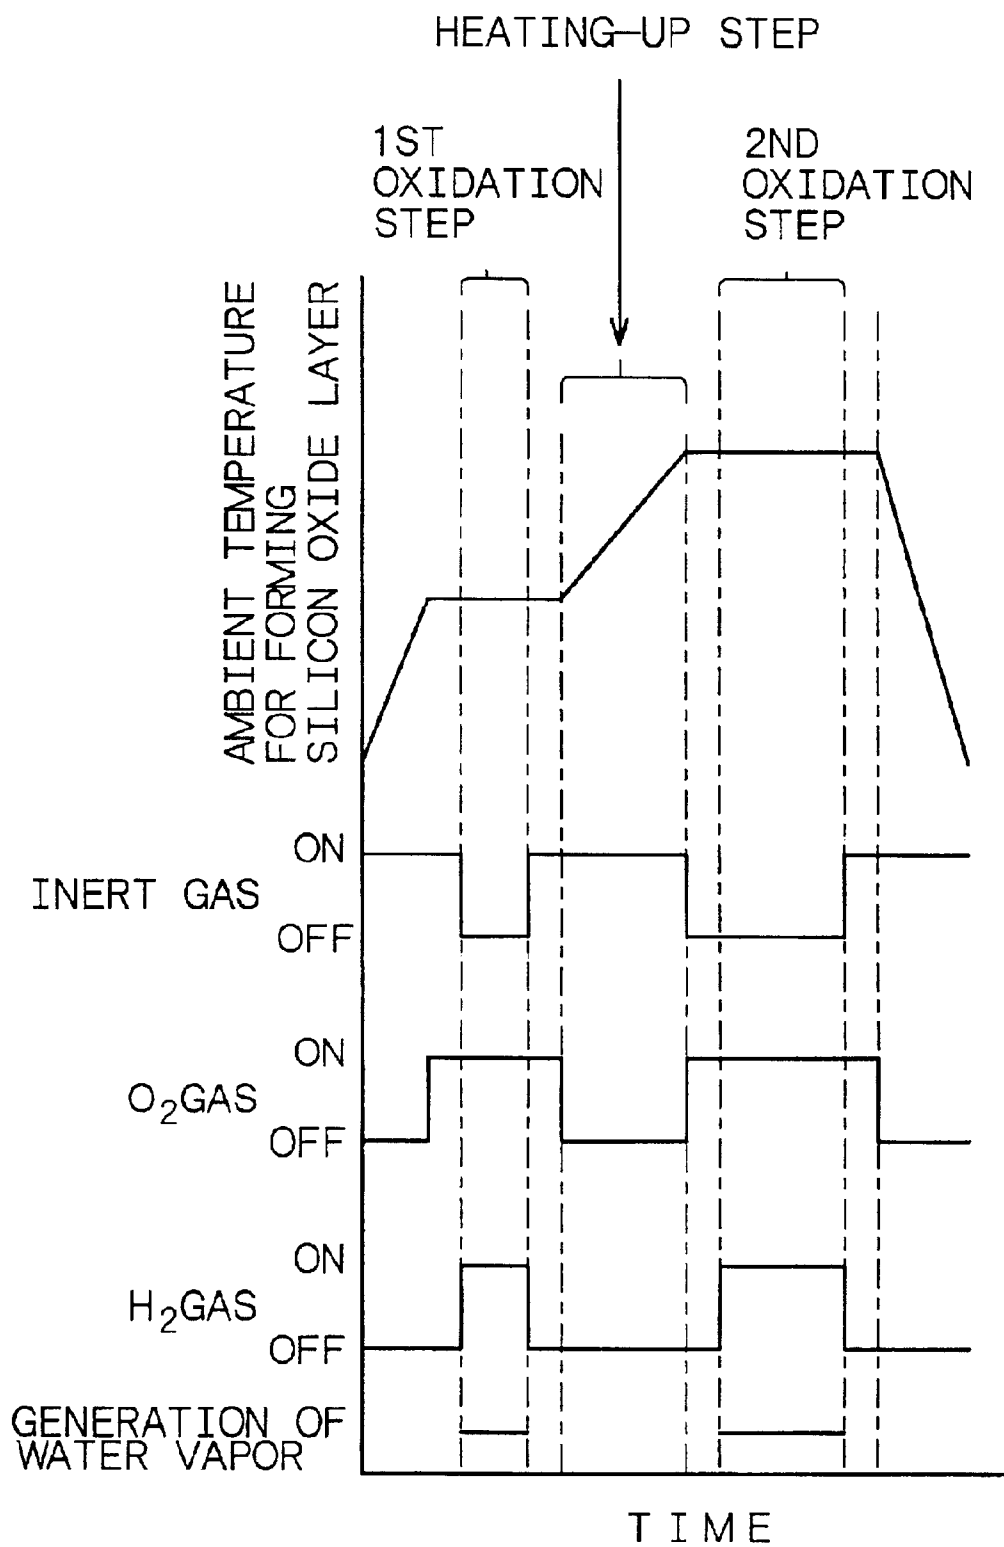 HEATING-UP STEP
1ST
OXIDATION
STEP
2ND
OXIDATION
STEP
AMBIENT TEMPERATURE
FOR FORMING
SILICON OXIDE LAYER
ON
INERT GAS
OFF
ON
O2GAS
OFF
ON
H2GAS
OFF
GENERATION OF
WATER VAPOR
TIME